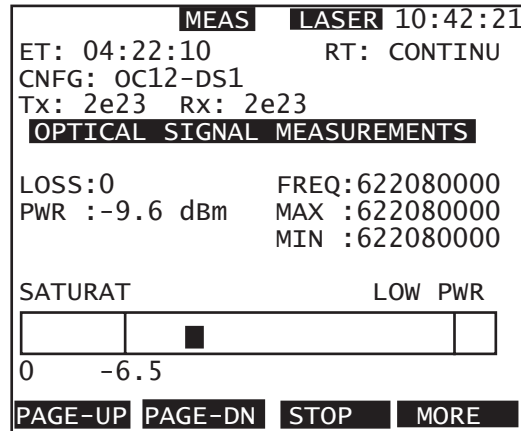 MEAS LASER 10:42:21
ET: 04:22:10 RT: CONTINU
CNFG: OC12-DS1
Tx: 2e23 Rx: 2e23
OPTICAL SIGNAL MEASUREMENTS
LOSS:0 FREQ:622080000
PWR :-9.6 dBm MAX :622080000
MIN :622080000
SATURAT LOW PWR
0 -6.5
PAGE-UP PAGE-DN STOP MORE